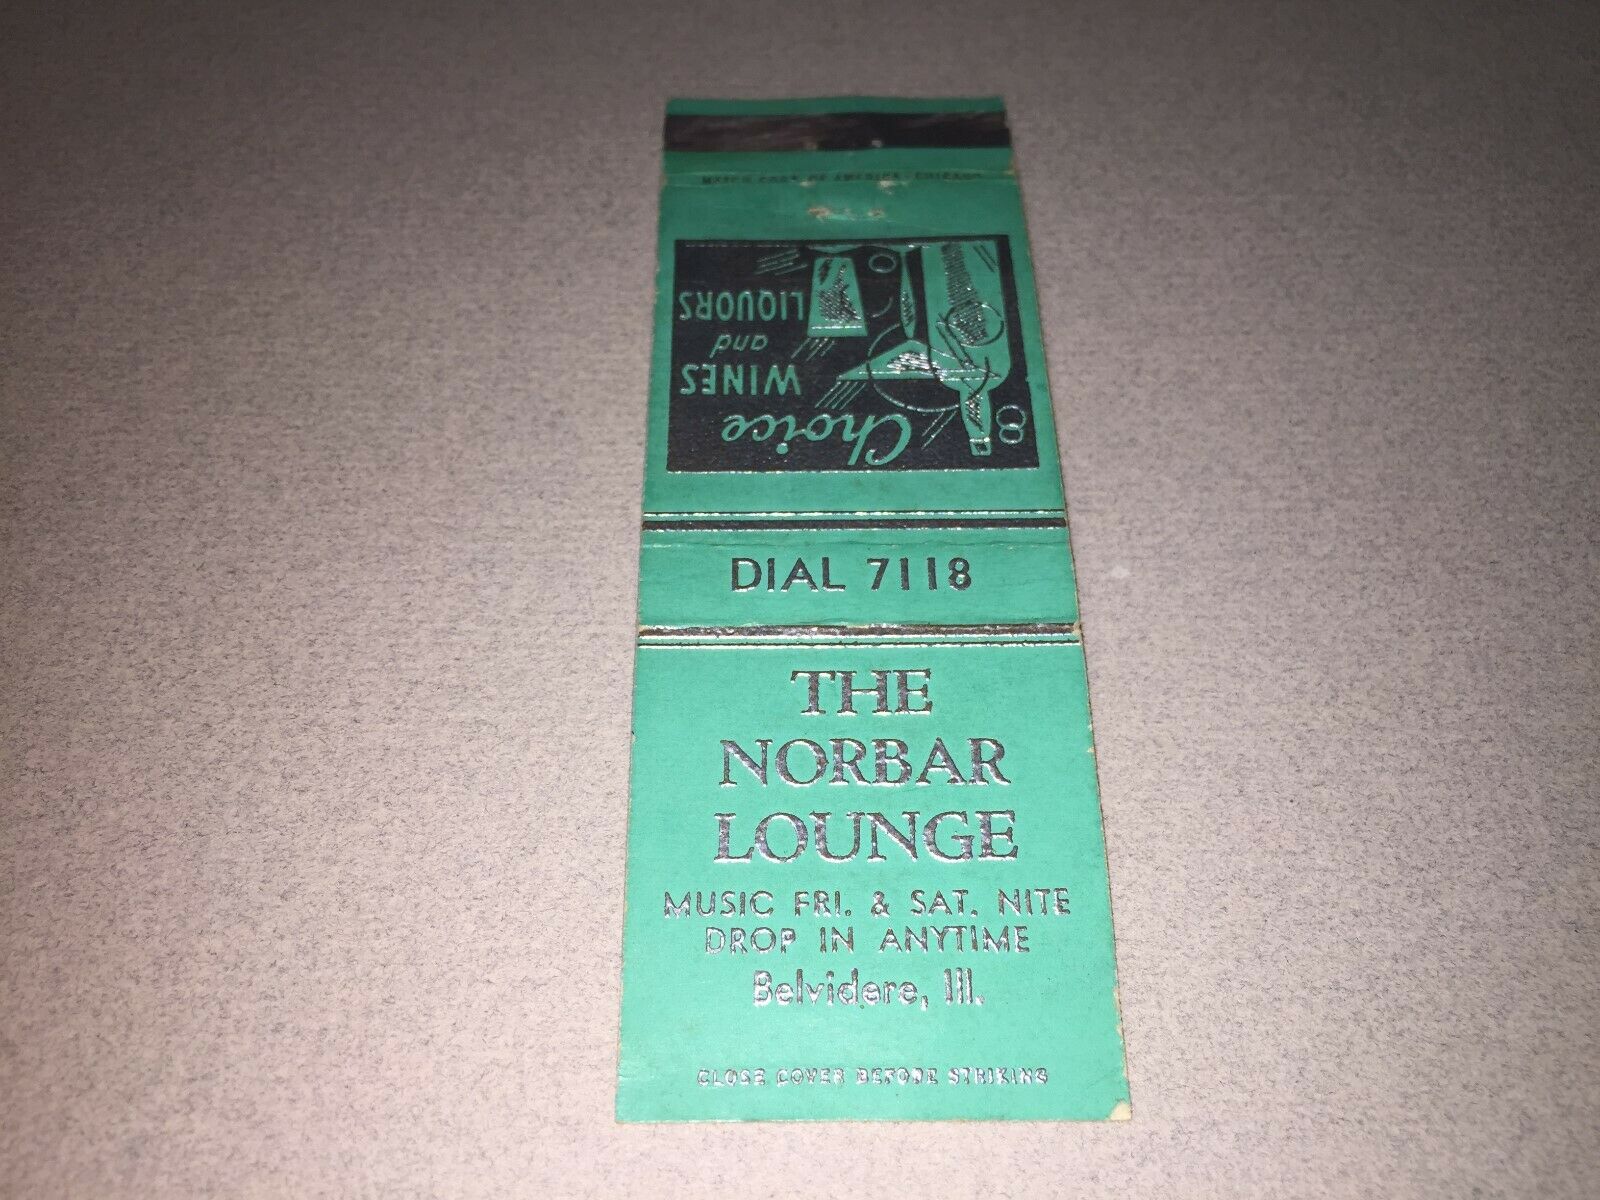 MATCH CORP. OF AMERICA - CHICAGO
Choice
WINES
and
LIQUORS
DIAL 7118
THE
NORBAR
LOUNGE
MUSIC FRI. & SAT. NITE
DROP IN ANYTIME
Belvidere, Ill.
CLOSE COVER BEFORE STRIKING